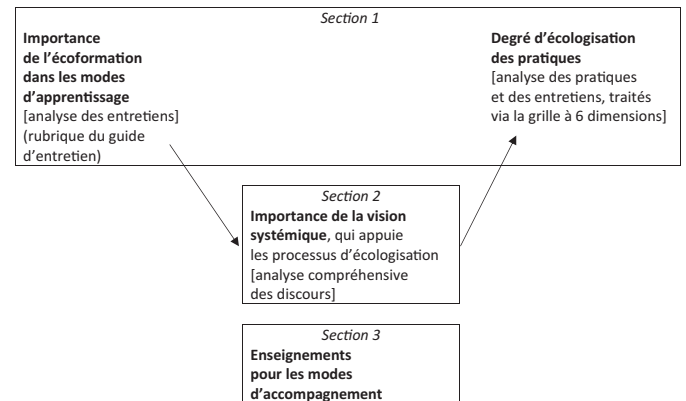 Section 1
Importance
de l'écoformation
dans les modes
d'apprentissage
[analyse des entretiens]
(rubrique du guide
d'entretien)
Degré d'écologisation
des pratiques
[analyse des pratiques
et des entretiens, traités
via la grille à 6 dimensions]
Section 2
Importance de la vision
systémique, qui appuie
les processus d'écologisation
[analyse compréhensive
des discours]
Section 3
Enseignements
pour les modes
d'accompagnement